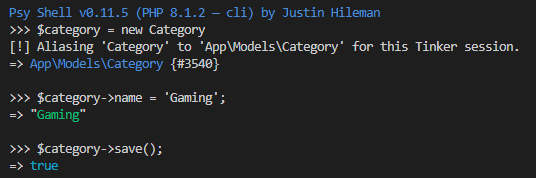 Psy Shell v0.11.5 (PHP 8.1.2 — cli) by Justin Hileman
>>> $category = new Category
[!] Aliasing 'Category' to 'App\Models\Category' for this Tinker session.
=> App\Models\Category {#3540}
>>> $category->name = 'Gaming';
=> "Gaming"
>>> $category->save();
=> true